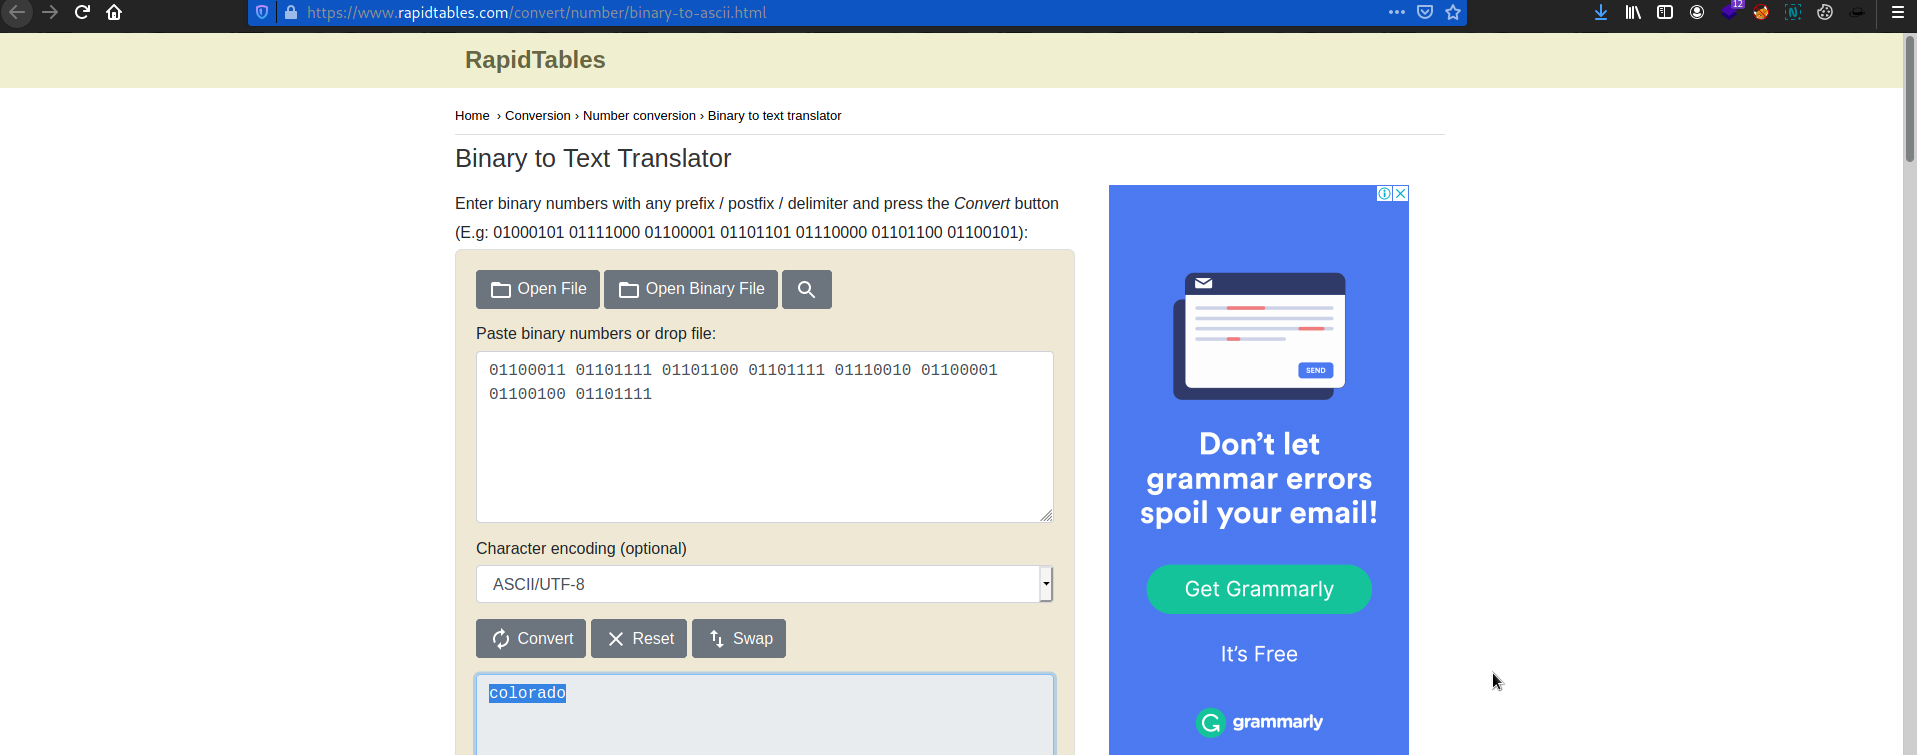 https://www.rapidtables.com/convert/number/binary-to-ascii.html
12
RapidTables
Home › Conversion › Number conversion › Binary to text translator
Binary to Text Translator
Enter binary numbers with any prefix / postfix / delimiter and press the Convert button
(E.g: 01000101 01111000 01100001 01101101 01110000 01101100 01100101):
Open File Open Binary File
Paste binary numbers or drop file:
01100011 01101111 01101100 01101111 01110010 01100001
01100100 01101111
Character encoding (optional)
ASCII/UTF-8
Convert Reset Swap
colorado
SEND
Don't let
grammar errors
spoil your email!
Get Grammarly
It's Free
grammarly